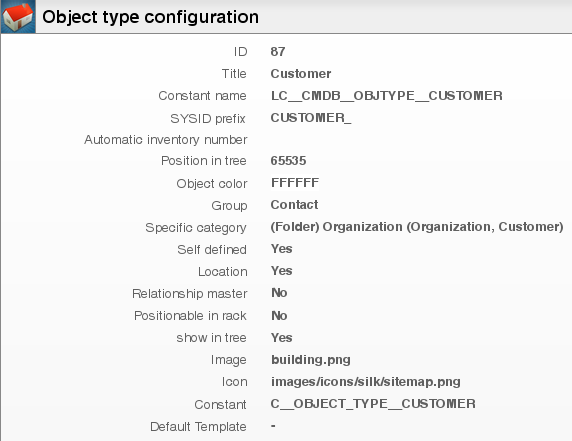 Object type configuration
ID 87
Title Customer
Constant name LC__CMDB__OBJTYPE__CUSTOMER
SYSID prefix CUSTOMER_
Automatic inventory number
Position in tree 65535
Object color FFFFFF
Group Contact
Specific category (Folder) Organization (Organization, Customer)
Self defined Yes
Location Yes
Relationship master No
Positionable in rack No
show in tree Yes
Image building.png
Icon images/icons/silk/sitemap.png
Constant C__OBJECT_TYPE__CUSTOMER
Default Template -